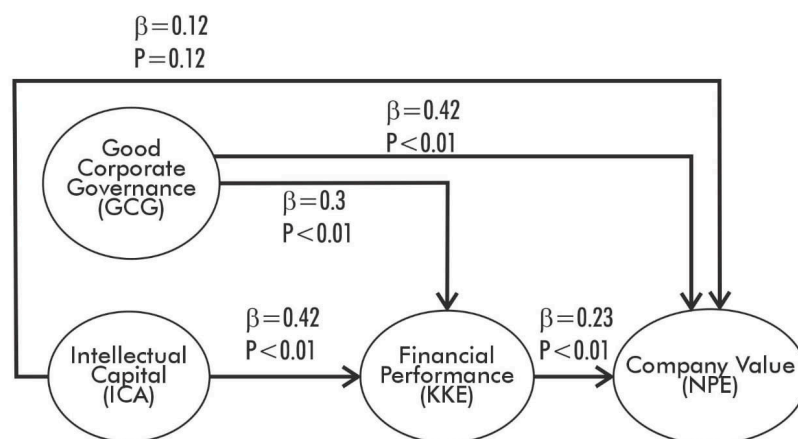 β=0.12
P=0.12
β=0.42
P<0.01
Good
Corporate
Governance
(GCG)
β=0.3
P<0.01
β=0.42
P<0.01
β=0.23
P<0.01
Intellectual
Capital
(ICA)
Financial
Performance
(KKE)
Company Value
(NPE)